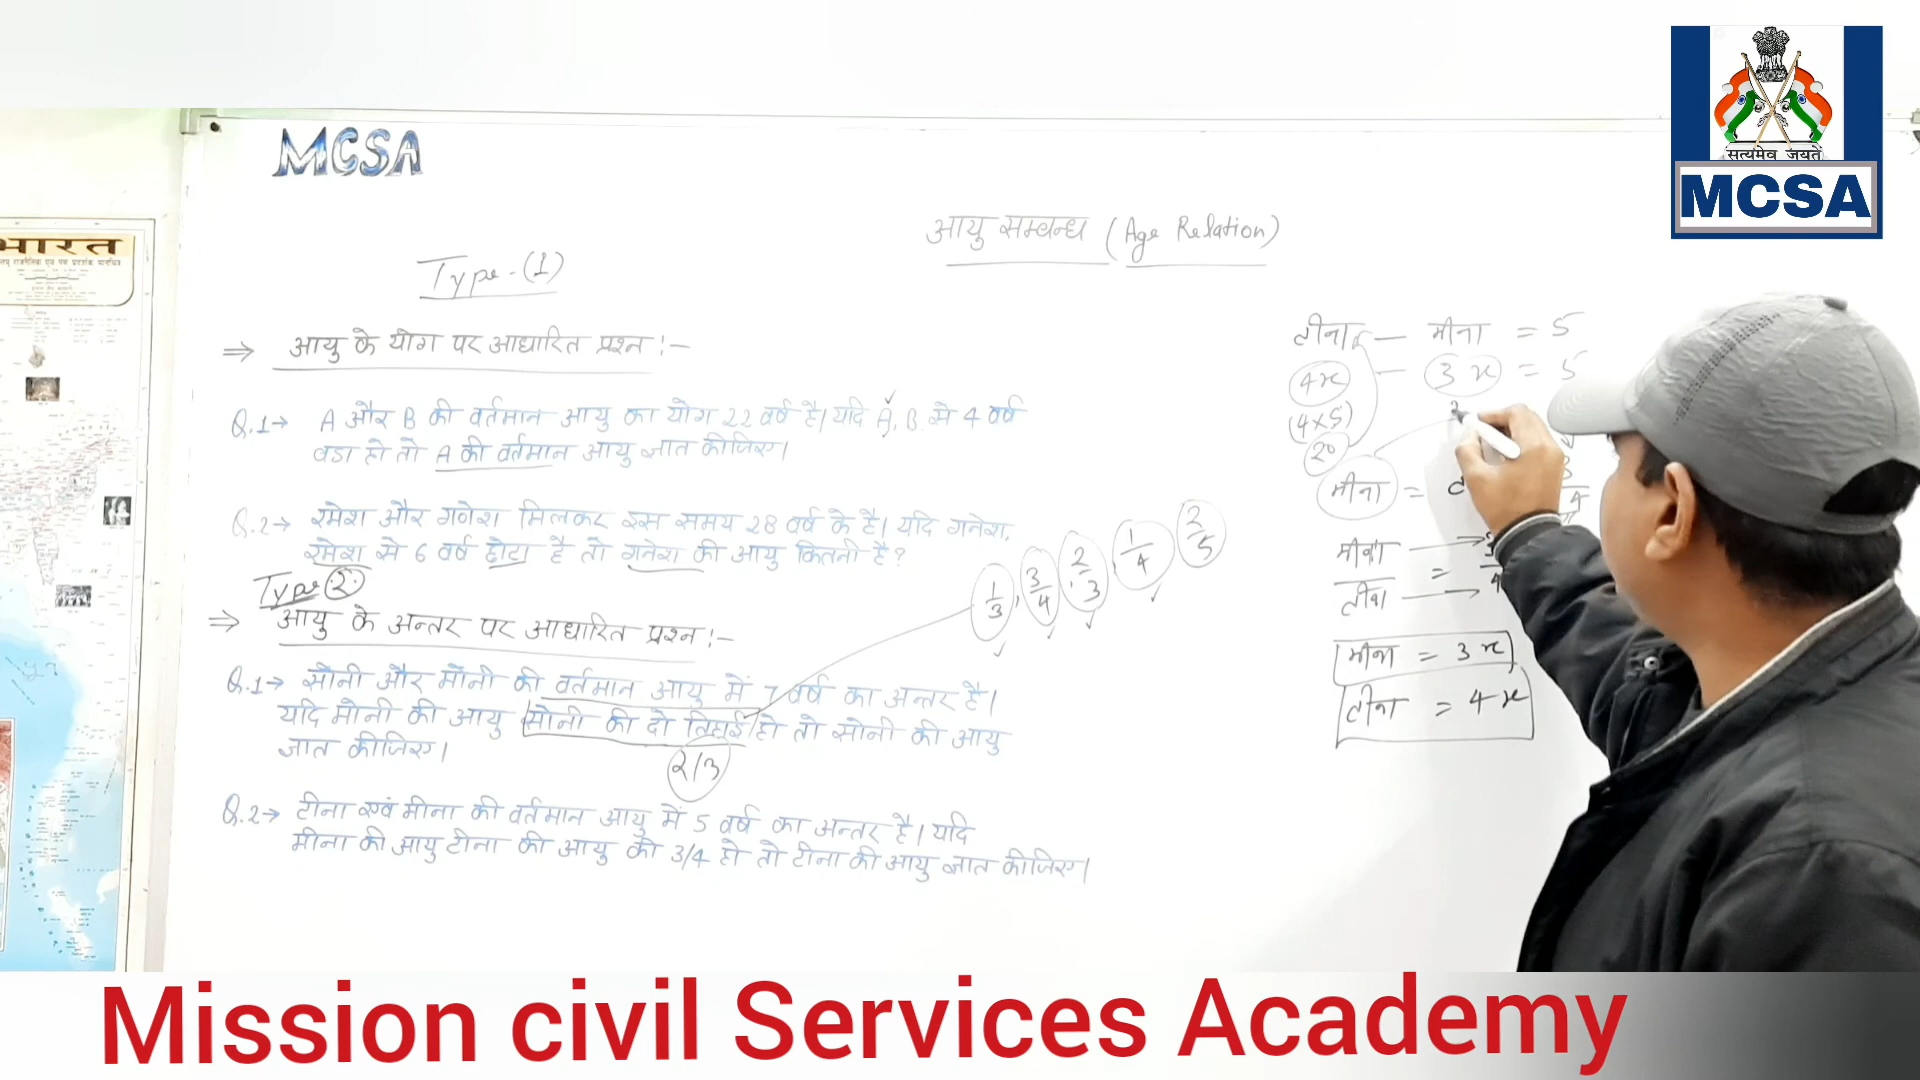 सत्यमेव जयते
MCSA
MCSA
भारत
आयु सम्बन्ध (Age Relation)
Type-(1)
⇒ आयु के योग पर आधारित प्रश्न :-
Q.1→ A और B की वर्तमान आयु का योग 22 वर्ष है। यदि A, B से 4 वर्ष
बडा हो तो A की वर्तमान आयु ज्ञात कीजिए।
Q.2→ रमेश और गनेश मिलकर इस समय 28 वर्ष के है। यदि गनेश,
रमेश से 6 वर्ष छोटा है तो गनेश की आयु कितनी है?
Type (2)
⇒ आयु के अन्तर पर आधारित प्रश्न :-
Q.1→ सोनी और मोनी की वर्तमान आयु में 7 वर्ष का अन्तर है।
यदि मोनी की आयु सोनी की दो तिहाई हो तो सोनी की आयु
ज्ञात कीजिए।
2/3
Q.2→ टीना एवं मीना की वर्तमान आयु में 5 वर्ष का अन्तर है। यदि
मीना की आयु टीना की आयु की 3/4 हो तो टीना की आयु ज्ञात कीजिए।
1/3, 3/4, 2/3, 1/4, 2/5
टीना — मीना = 5
4x — 3x = 5
(4×5)
20
मीना =
मीना
टीना
=
मीना = 3x
टीना = 4x
Mission civil Services Academy